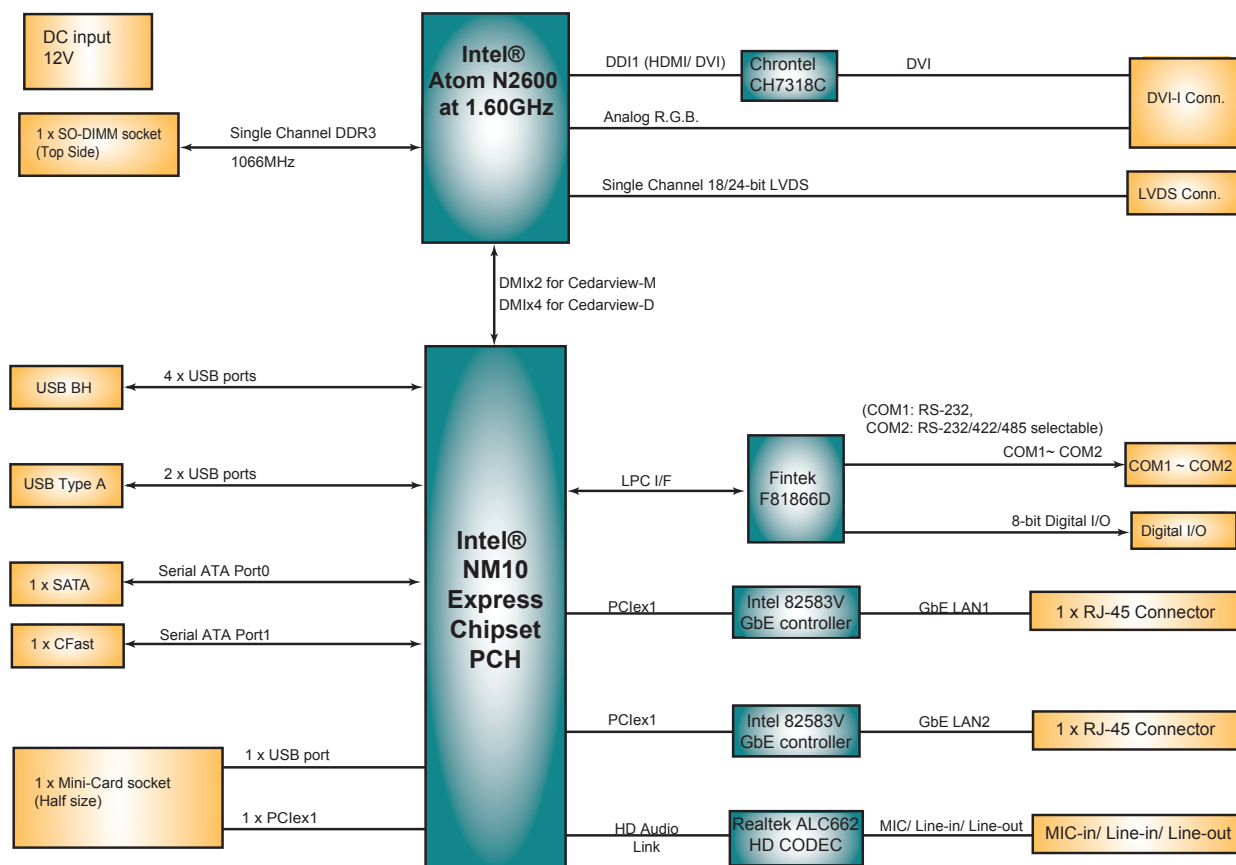 DC input
12V
Intel®
Atom N2600
at 1.60GHz
DDI1 (HDMI/ DVI)
Chrontel
CH7318C
DVI
DVI-I Conn.
Analog R.G.B.
1 x SO-DIMM socket
(Top Side)
Single Channel DDR3
1066MHz
Single Channel 18/24-bit LVDS
LVDS Conn.
DMIx2 for Cedarview-M
DMIx4 for Cedarview-D
USB BH
4 x USB ports
USB Type A
2 x USB ports
1 x SATA
Serial ATA Port0
1 x CFast
Serial ATA Port1
1 x Mini-Card socket
(Half size)
1 x USB port
1 x PCIex1
Intel®
NM10
Express
Chipset
PCH
LPC I/F
Fintek
F81866D
(COM1: RS-232,
COM2: RS-232/422/485 selectable)
COM1~ COM2
COM1 ~ COM2
8-bit Digital I/O
Digital I/O
PCIex1
Intel 82583V
GbE controller
GbE LAN1
1 x RJ-45 Connector
PCIex1
Intel 82583V
GbE controller
GbE LAN2
1 x RJ-45 Connector
HD Audio
Link
Realtek ALC662
HD CODEC
MIC/ Line-in/ Line-out
MIC-in/ Line-in/ Line-out